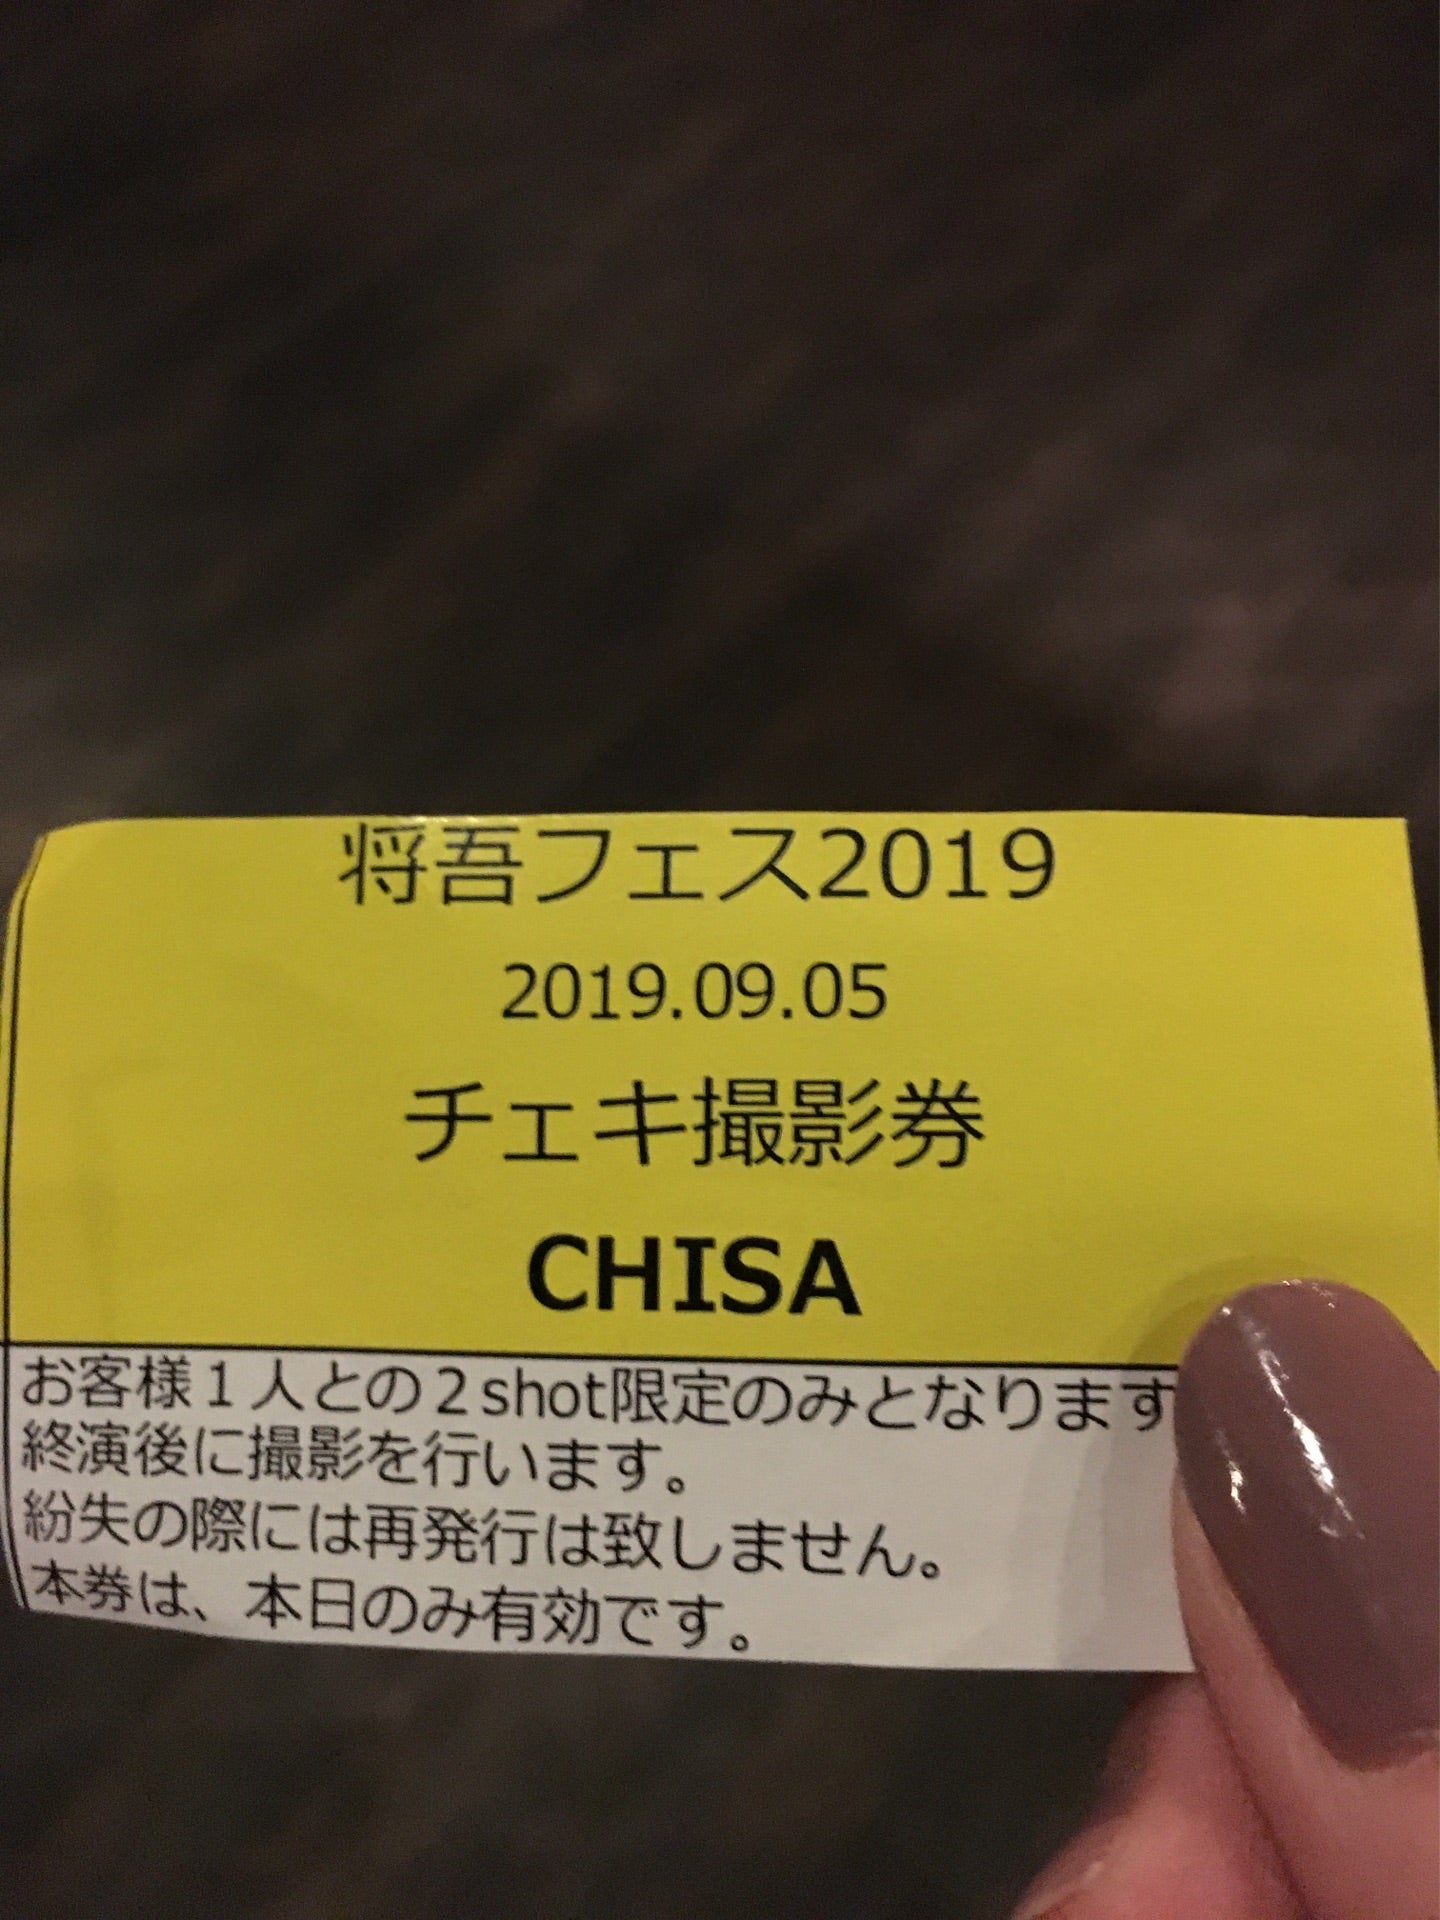 将吾フェス2019
2019.09.05
チェキ撮影券
CHISA
お客様１人との２shot限定のみとなります
終演後に撮影を行います。
紛失の際には再発行は致しません。
本券は、本日のみ有効です。